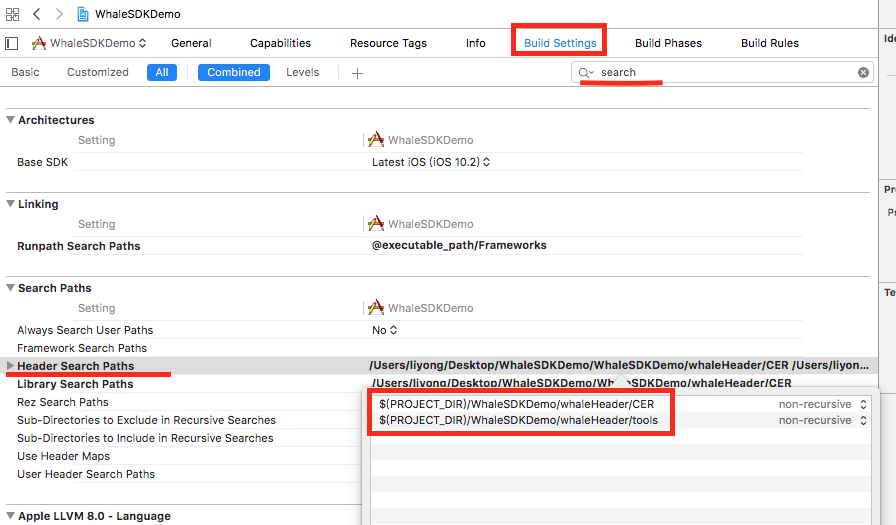 WhaleSDKDemo
WhaleSDKDemo General Capabilities Resource Tags Info Build Settings Build Phases Build Rules
Basic Customized All Combined Levels + search
Architectures
Setting WhaleSDKDemo
Base SDK Latest iOS (iOS 10.2)
Linking
Setting WhaleSDKDemo
Runpath Search Paths @executable_path/Frameworks
Search Paths
Setting WhaleSDKDemo
Always Search User Paths No
Framework Search Paths
Header Search Paths /Users/liyong/Desktop/WhaleSDKDemo/WhaleSDKDemo/whaleHeader/CER /Users/liyon...
Library Search Paths /Users/liyong/Desktop/WhaleSDKDemo/WhaleSDKDemo/whaleHeader/CER
Rez Search Paths
$(PROJECT_DIR)/WhaleSDKDemo/whaleHeader/CER non-recursive
Sub-Directories to Exclude in Recursive Searches
$(PROJECT_DIR)/WhaleSDKDemo/whaleHeader/tools non-recursive
Sub-Directories to Include in Recursive Searches
Use Header Maps
User Header Search Paths
Apple LLVM 8.0 - Language
Ide
Pro
Pr
Te